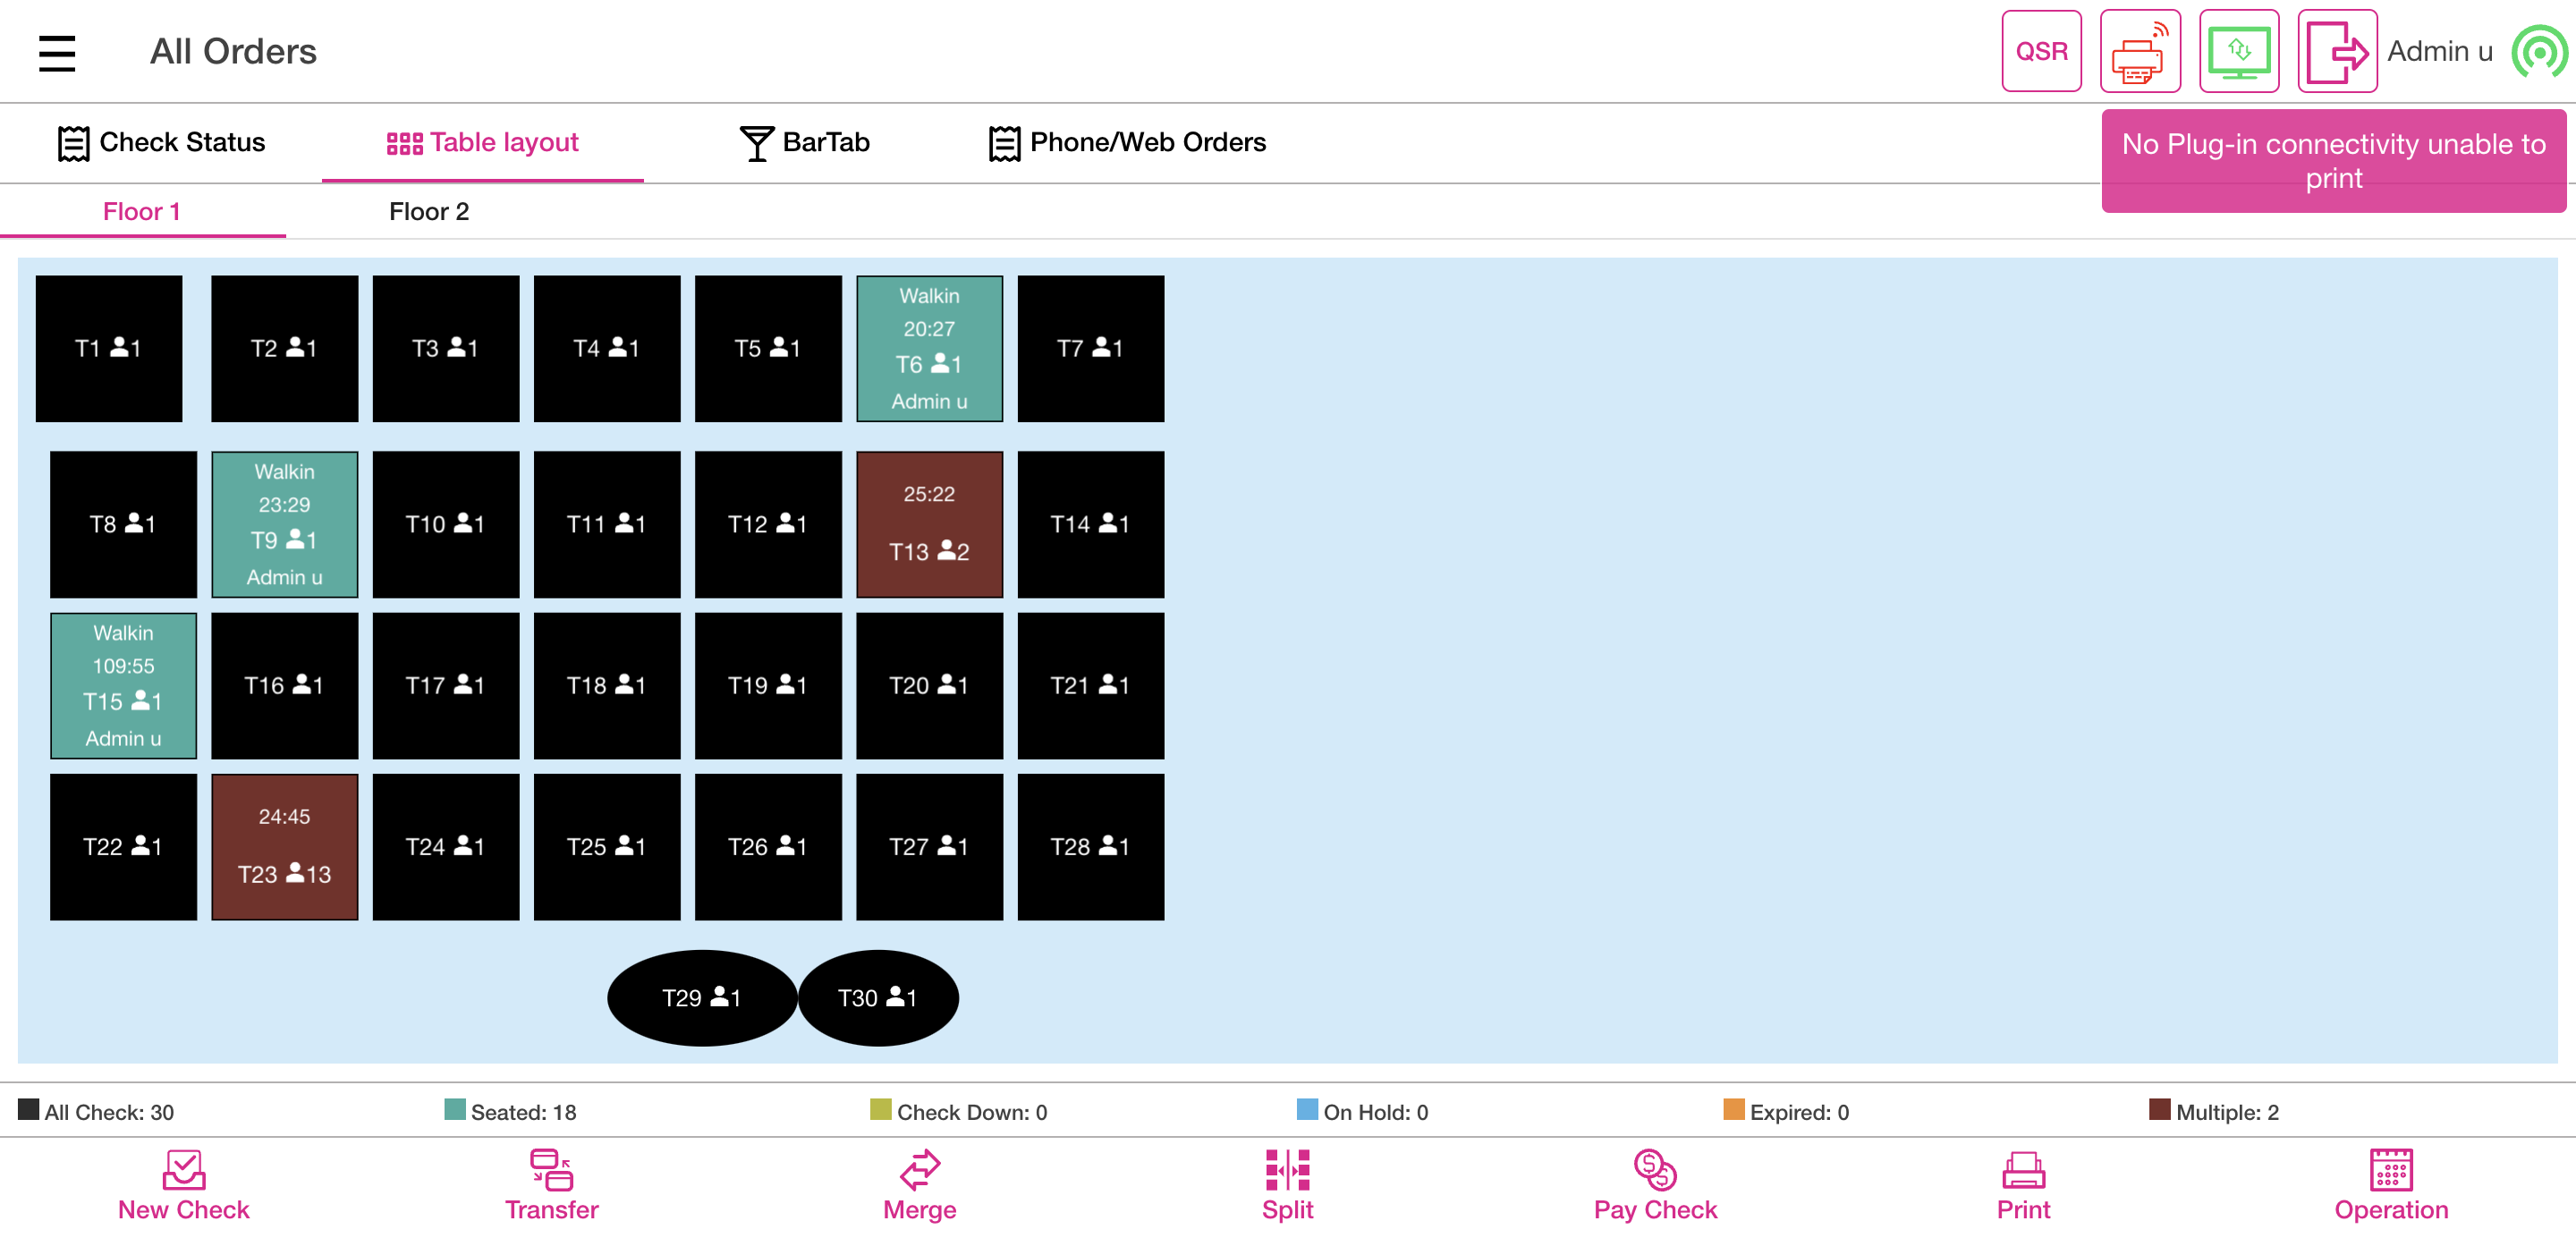 All Orders
QSR
Admin u
Check Status
Table layout
BarTab
Phone/Web Orders
No Plug-in connectivity unable to
print
Floor 1
Floor 2
T1 1
T2 1
T3 1
T4 1
T5 1
Walkin
20:27
T6 1
Admin u
T7 1
T8 1
Walkin
23:29
T9 1
Admin u
T10 1
T11 1
T12 1
25:22
T13 2
T14 1
Walkin
109:55
T15 1
Admin u
T16 1
T17 1
T18 1
T19 1
T20 1
T21 1
T22 1
24:45
T23 13
T24 1
T25 1
T26 1
T27 1
T28 1
T29 1
T30 1
All Check: 30
Seated: 18
Check Down: 0
On Hold: 0
Expired: 0
Multiple: 2
New Check
Transfer
Merge
Split
Pay Check
Print
Operation